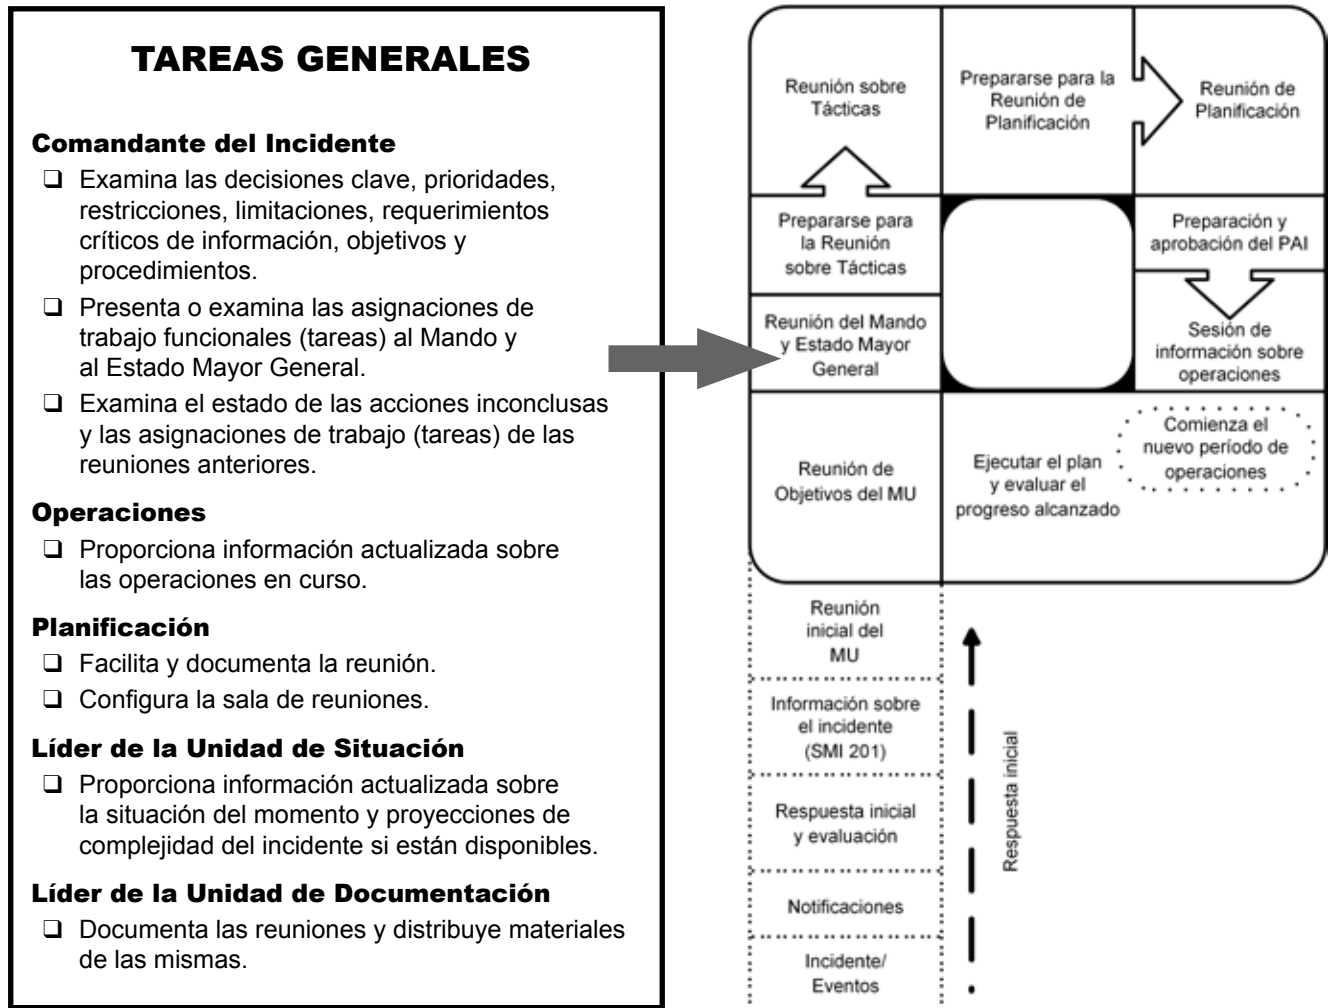 TAREAS GENERALES
Comandante del Incidente
❑ Examina las decisiones clave, prioridades,
restricciones, limitaciones, requerimientos
críticos de información, objetivos y
procedimientos.
❑ Presenta o examina las asignaciones de
trabajo funcionales (tareas) al Mando y
al Estado Mayor General.
❑ Examina el estado de las acciones inconclusas
y las asignaciones de trabajo (tareas) de las
reuniones anteriores.
Operaciones
❑ Proporciona información actualizada sobre
las operaciones en curso.
Planificación
❑ Facilita y documenta la reunión.
❑ Configura la sala de reuniones.
Líder de la Unidad de Situación
❑ Proporciona información actualizada sobre
la situación del momento y proyecciones de
complejidad del incidente si están disponibles.
Líder de la Unidad de Documentación
❑ Documenta las reuniones y distribuye materiales
de las mismas.
Reunión sobre
Tácticas
Prepararse para la
Reunión de
Planificación
Reunión de
Planificación
Prepararse para
la Reunión
sobre Tácticas
Preparación y
aprobación del PAI
Reunión del Mando
y Estado Mayor
General
Sesión de
información sobre
operaciones
Reunión de
Objetivos del MU
Ejecutar el plan
y evaluar el
progreso alcanzado
Comienza el
nuevo período de
operaciones
Reunión
inicial del
MU
Información sobre
el incidente
(SMI 201)
Respuesta inicial
y evaluación
Notificaciones
Incidente/
Eventos
Respuesta inicial